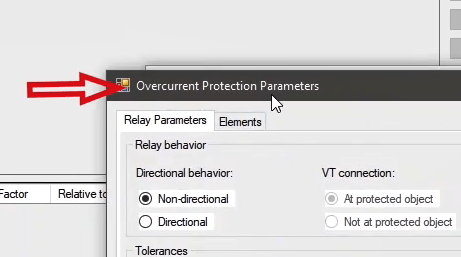 Overcurrent Protection Parameters
Relay Parameters Elements
Relay behavior
Directional behavior: VT connection:
Factor Relative to Non-directional At protected object
Directional Not at protected object
Tolerances